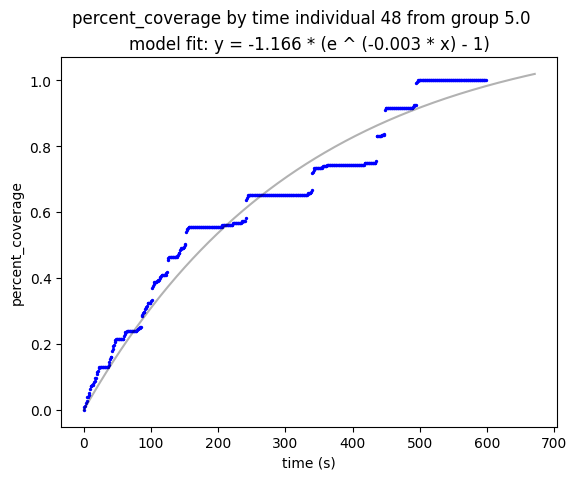 percent_coverage by time individual 48 from group 5.0
model fit: y = -1.166 * (e ^ (-0.003 * x) - 1)
1.0
0.8
0.6
0.4
0.2
0.0
percent_coverage
0 100 200 300 400 500 600 700
time (s)